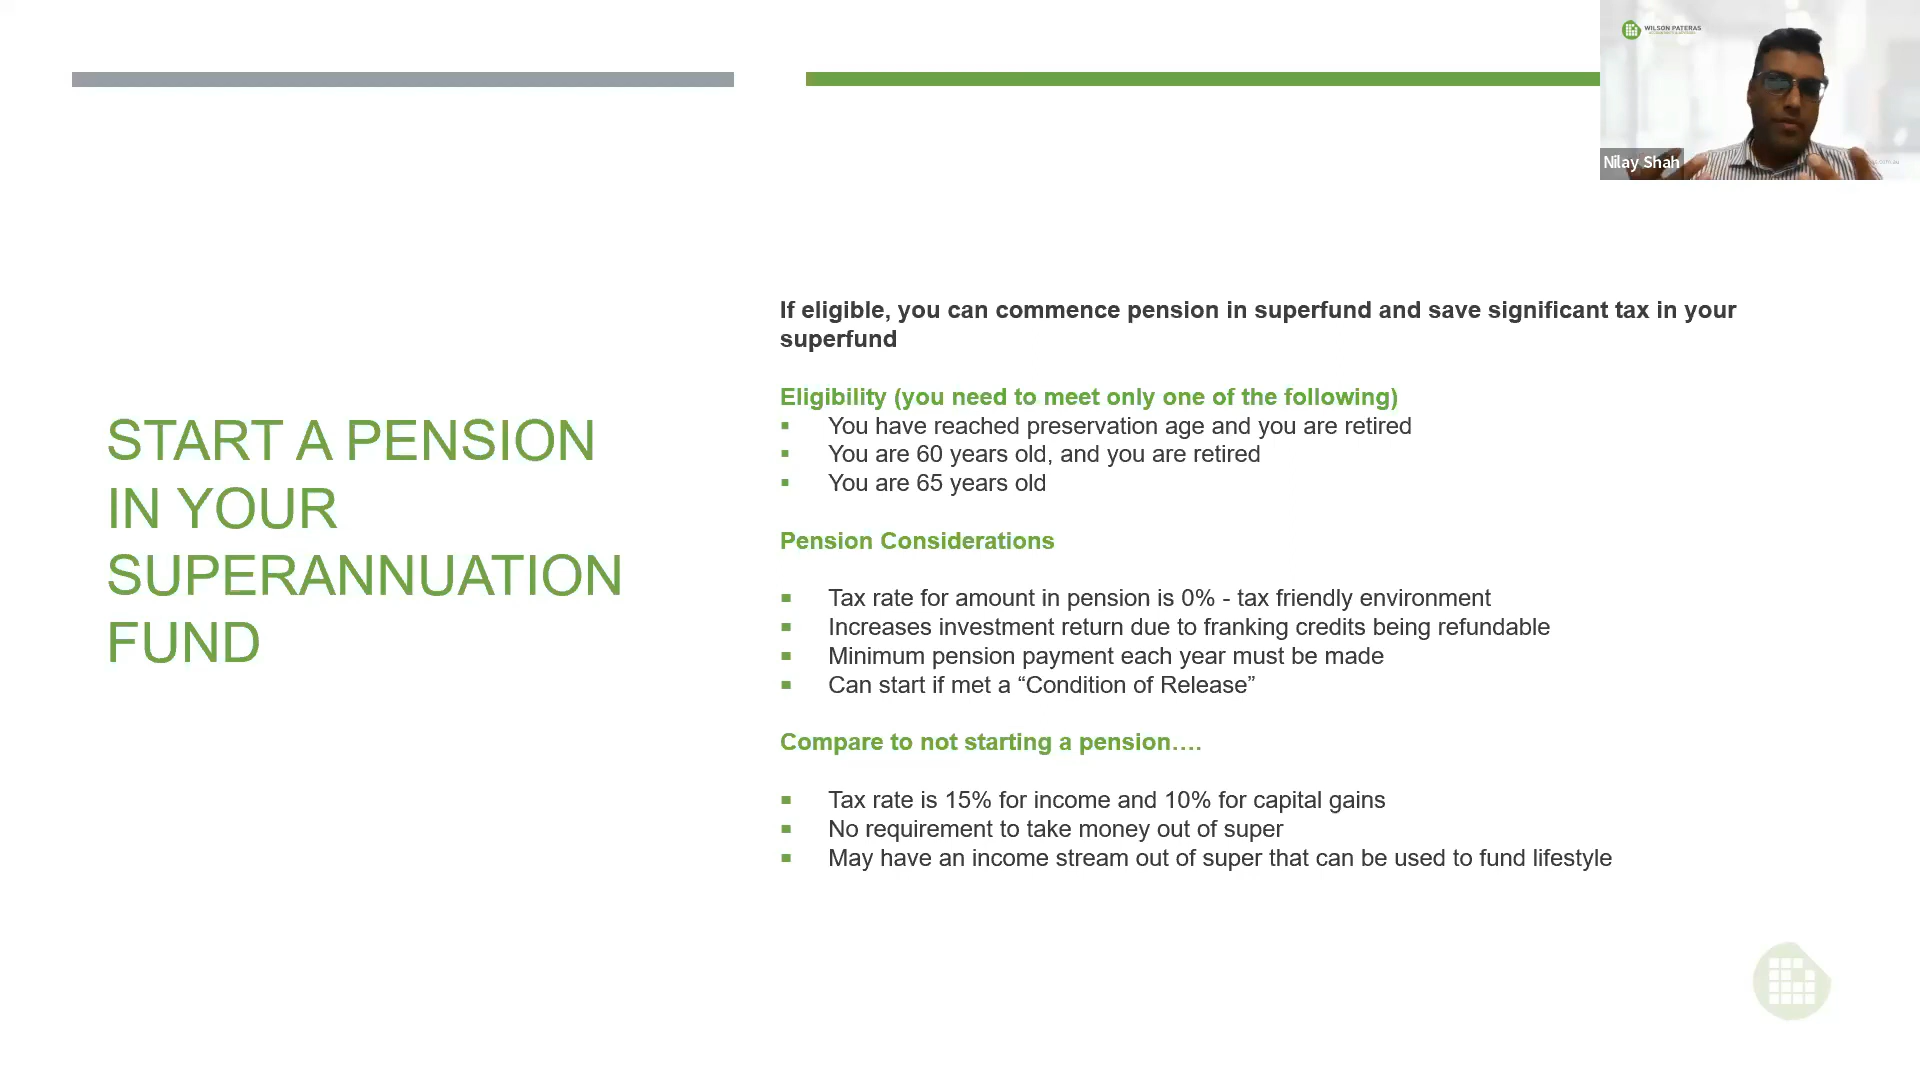 WILSON PATERAS
Nilay Shah
START A PENSION
IN YOUR
SUPERANNUATION
FUND
If eligible, you can commence pension in superfund and save significant tax in your
superfund
Eligibility (you need to meet only one of the following)
▪ You have reached preservation age and you are retired
▪ You are 60 years old, and you are retired
▪ You are 65 years old
Pension Considerations
▪ Tax rate for amount in pension is 0% - tax friendly environment
▪ Increases investment return due to franking credits being refundable
▪ Minimum pension payment each year must be made
▪ Can start if met a “Condition of Release”
Compare to not starting a pension….
▪ Tax rate is 15% for income and 10% for capital gains
▪ No requirement to take money out of super
▪ May have an income stream out of super that can be used to fund lifestyle